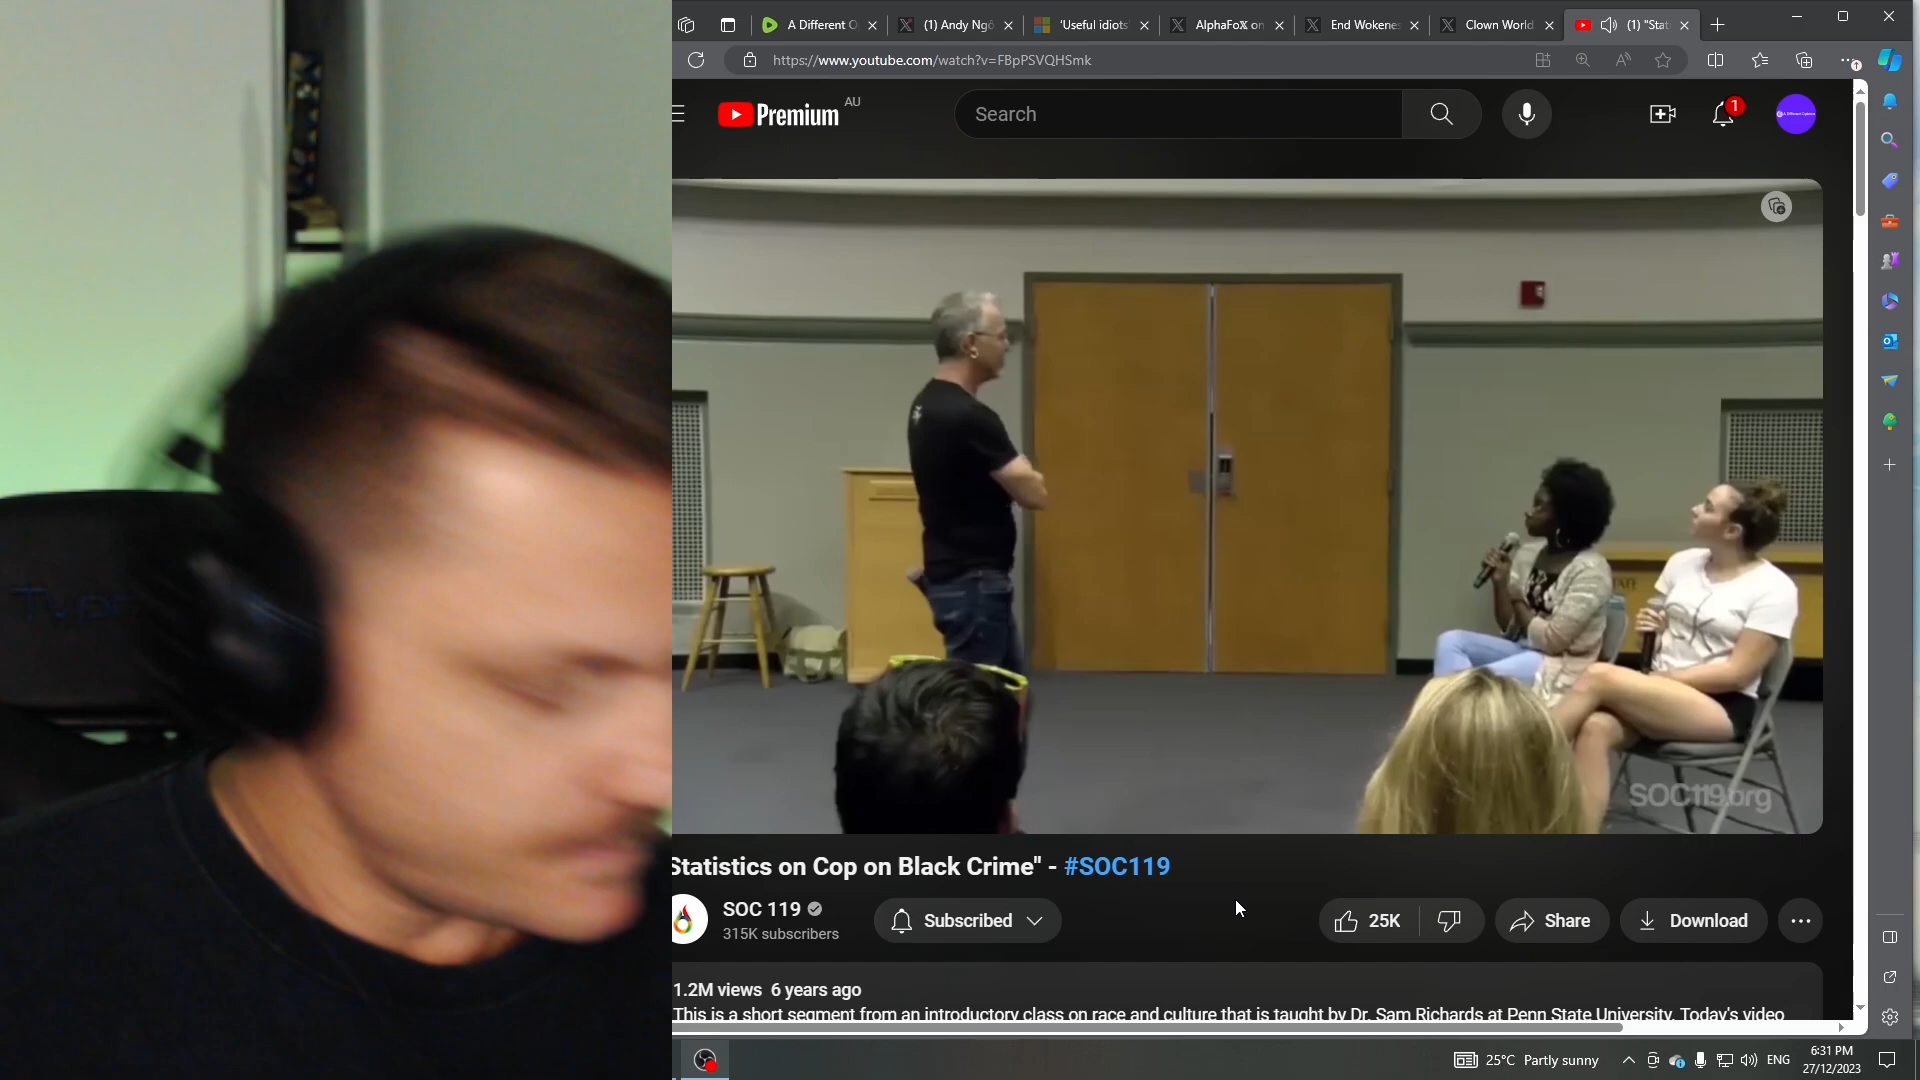 A Different O
(1) Andy Ngô
'Useful idiots'
AlphaFoX on
End Wokenes
Clown World
(1) "Stat
https://www.youtube.com/watch?v=FBpPSVQHSmk
Premium AU
Search
1
SOC119.org
Statistics on Cop on Black Crime" - #SOC119
SOC 119
315K subscribers
Subscribed
25K
Share
Download
1.2M views 6 years ago
This is a short segment from an introductory class on race and culture that is taught by Dr. Sam Richards at Penn State University. Today's video
25°C Partly sunny
ENG
6:31 PM
27/12/2023